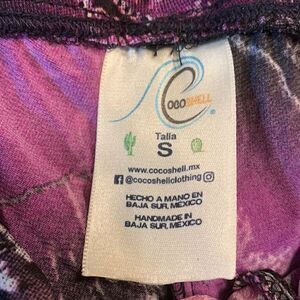 COCOSHELL ®
Talla
S
www.cocoshell.mx
@cocoshellclothing
HECHO A MANO EN
BAJA SUR, MEXICO
HANDMADE IN
BAJA SUR, MEXICO